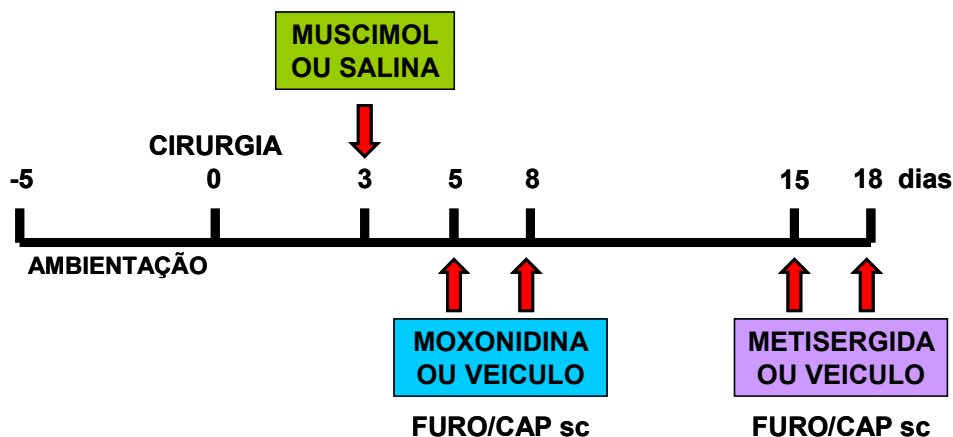 MUSCIMOL
OU SALINA
CIRURGIA
-5 0 3 5 8 15 18 dias
AMBIENTAÇÃO
MOXONIDINA
OU VEICULO
FURO/CAP sc
METISERGIDA
OU VEICULO
FURO/CAP sc